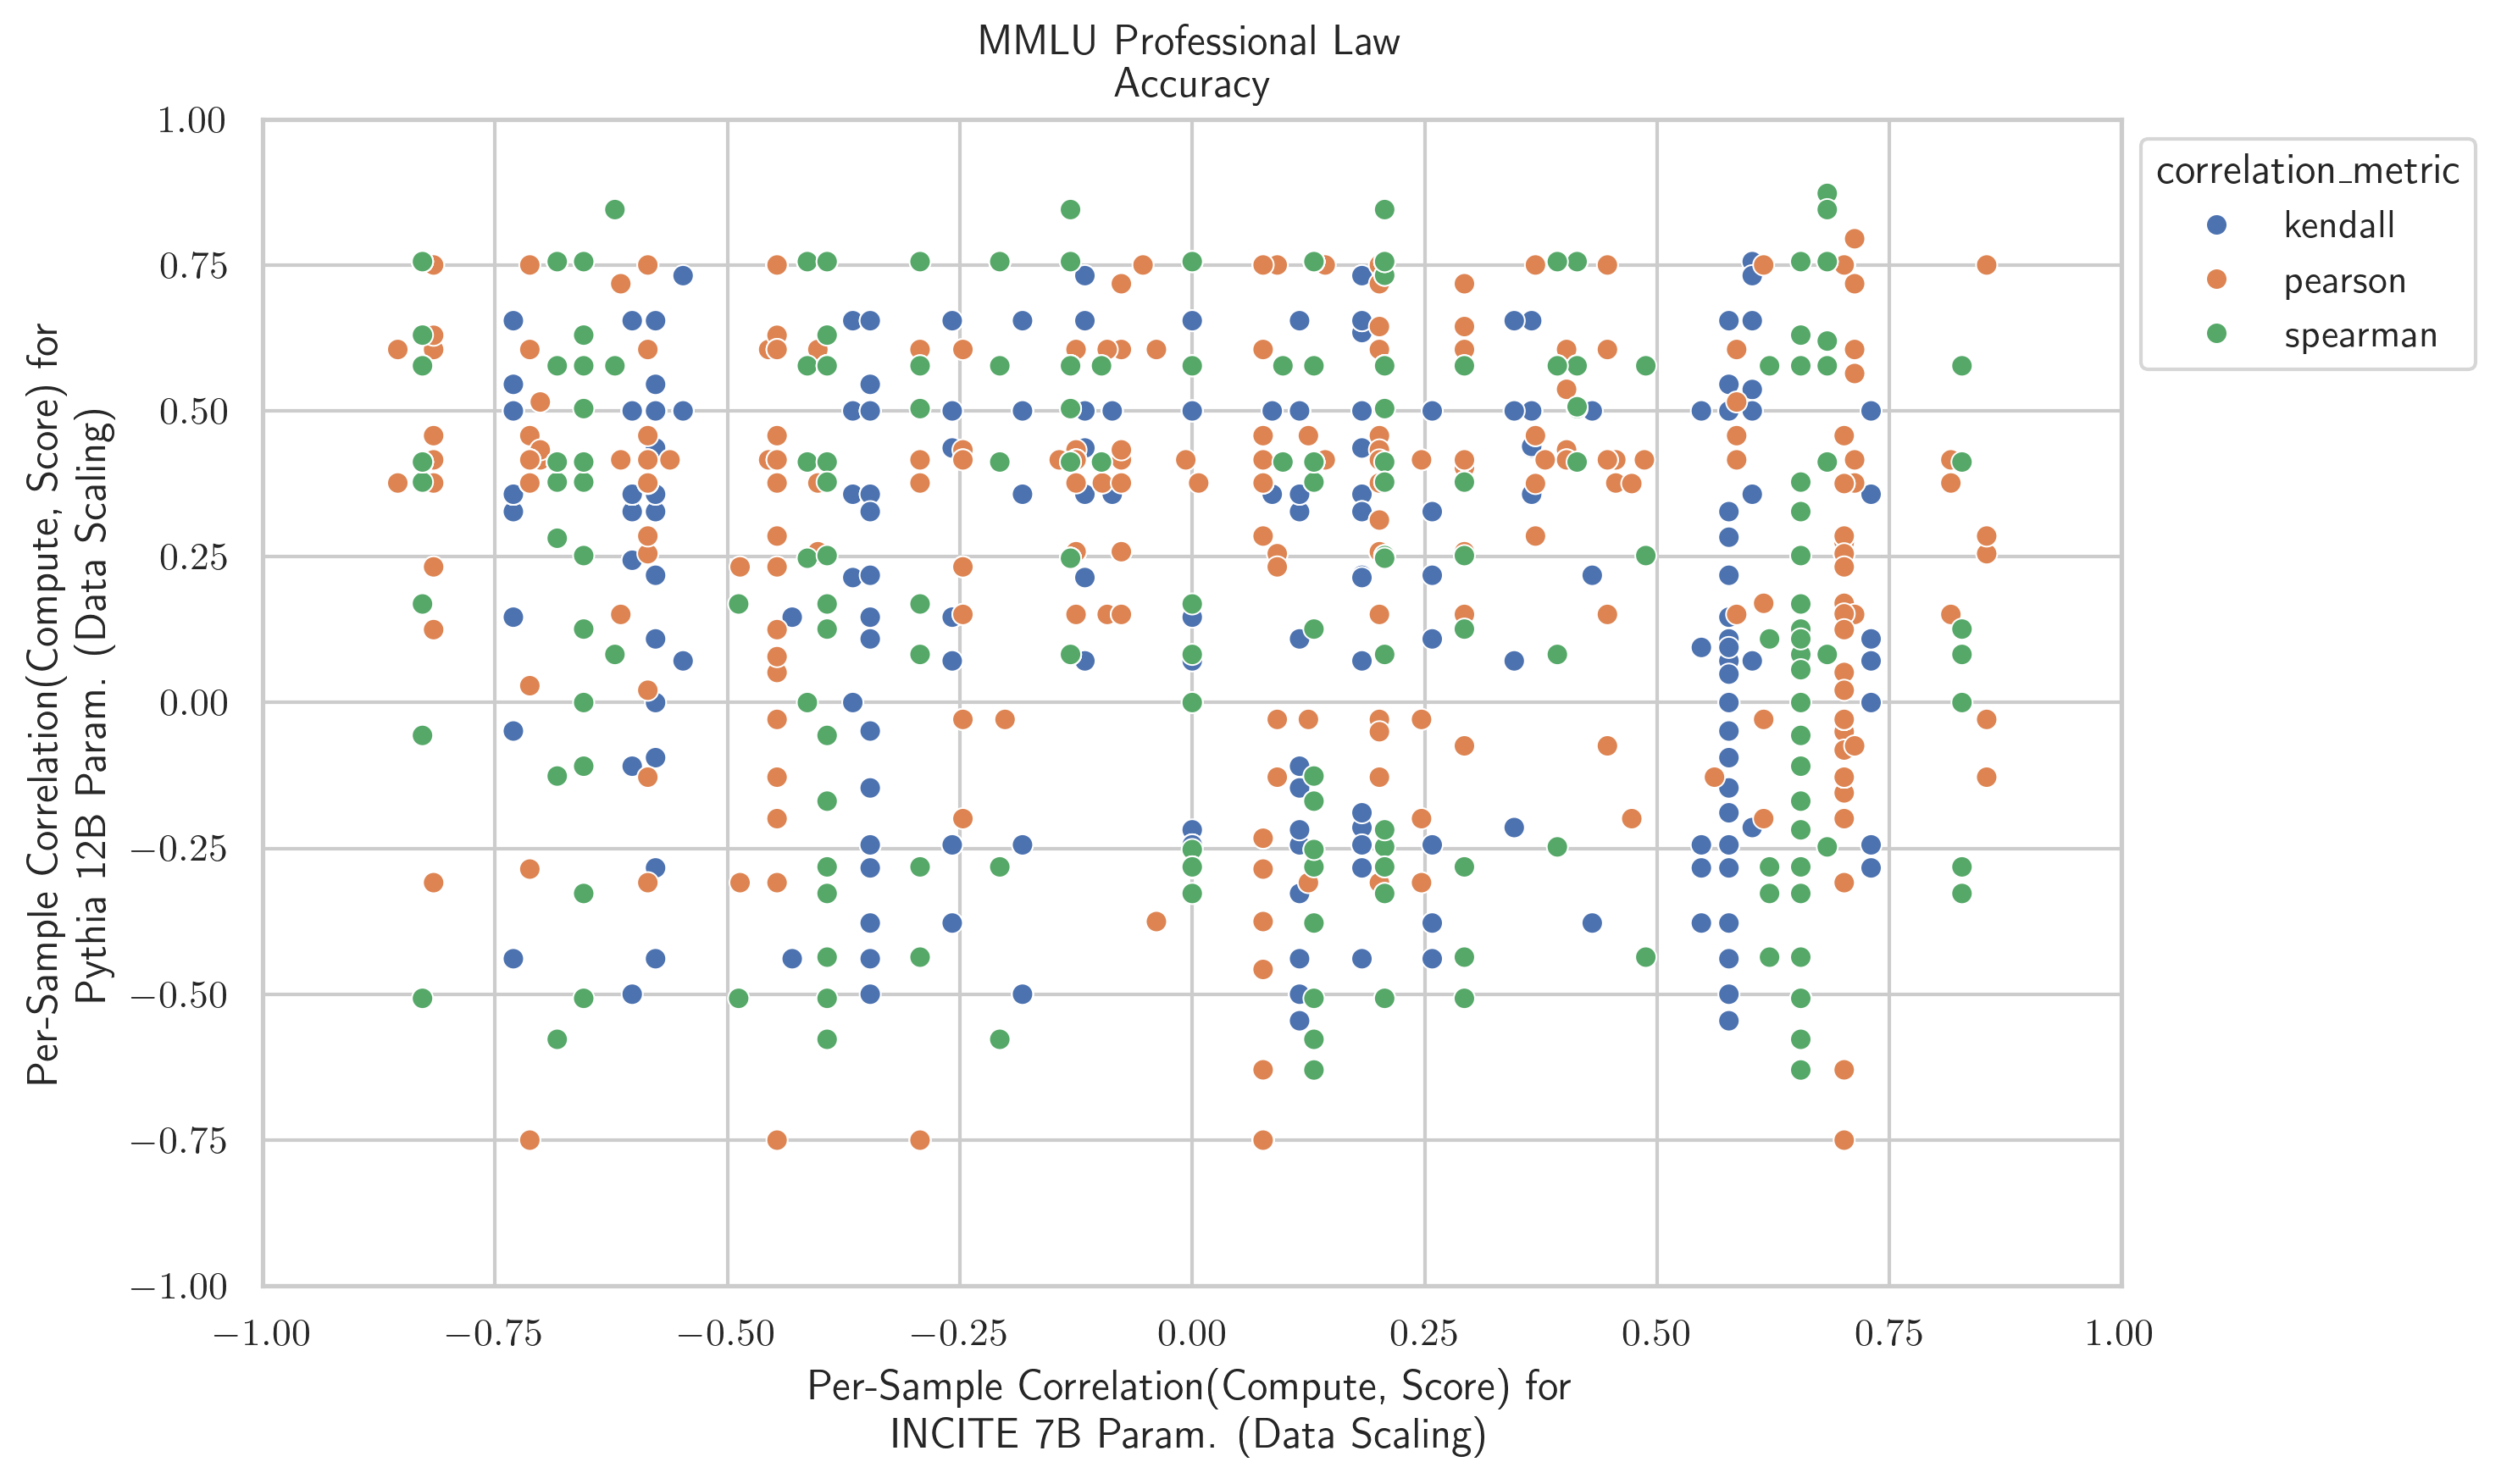 MMLU Professional Law
Accuracy
Per-Sample Correlation(Compute, Score) for
Pythia 12B Param. (Data Scaling)
1.00
0.75
0.50
0.25
0.00
−0.25
−0.50
−0.75
−1.00
−1.00 −0.75 −0.50 −0.25 0.00 0.25 0.50 0.75 1.00
Per-Sample Correlation(Compute, Score) for
INCITE 7B Param. (Data Scaling)
correlation_metric
kendall
pearson
spearman